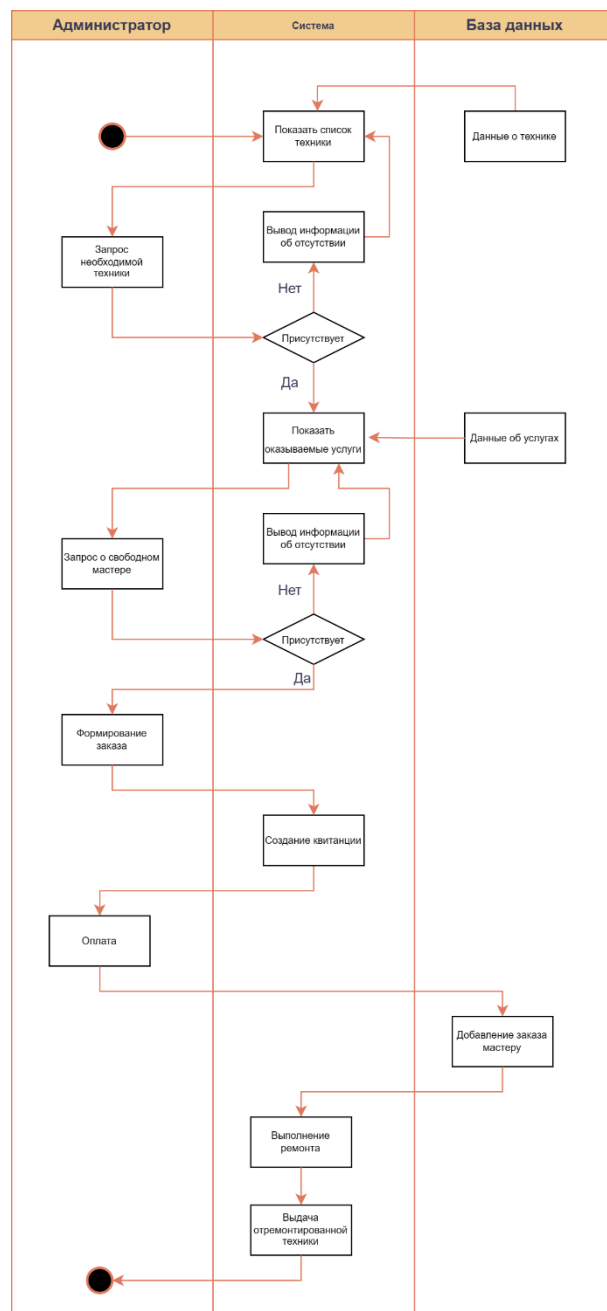 Администратор
Система
База данных
Показать список
техники
Данные о технике
Запрос
необходимой
техники
Вывод информации
об отсутствии
Нет
Присутствует
Да
Показать
оказываемые услуги
Данные об услугах
Запрос о свободном
мастере
Вывод информации
об отсутствии
Нет
Присутствует
Да
Формирование
заказа
Создание квитанции
Оплата
Добавление заказа
мастеру
Выполнение
ремонта
Выдача
отремонтированной
техники